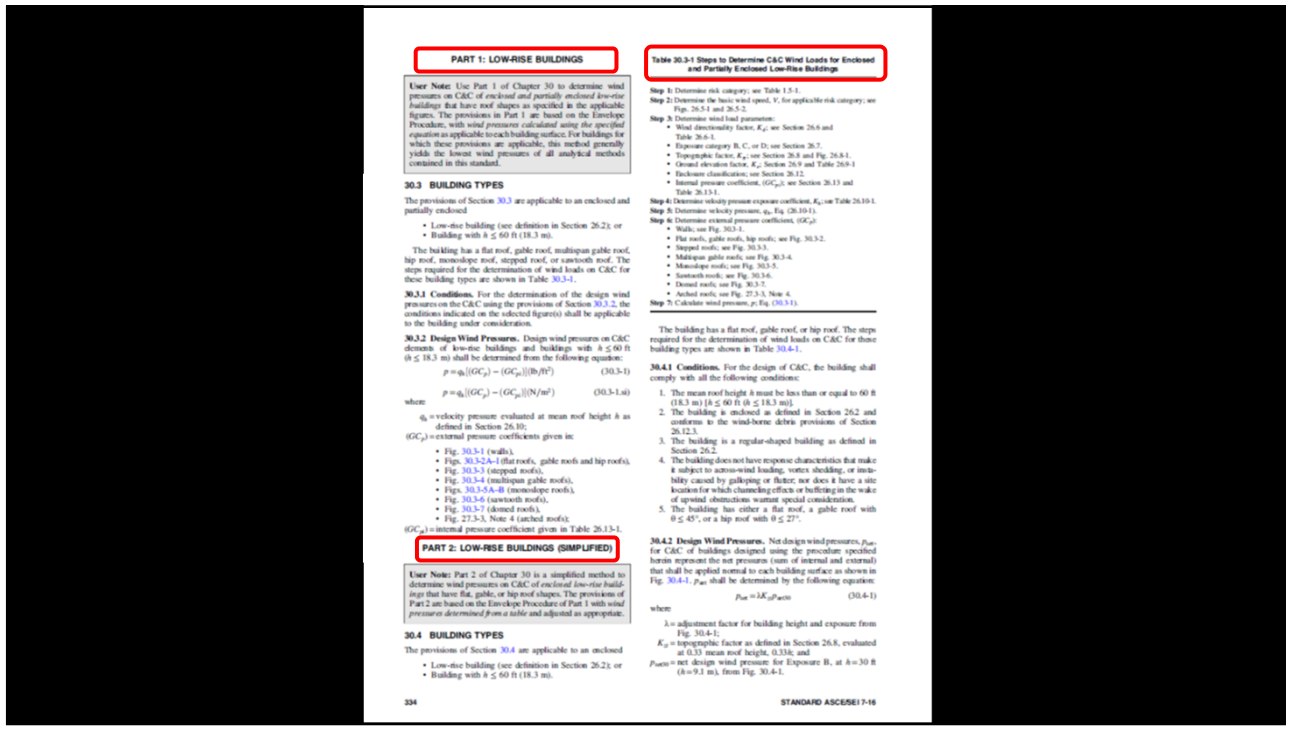 PART 1: LOW-RISE BUILDINGS
User Note: Use Part 1 of Chapter 30 to determine wind
pressures on C&C of enclosed and partially enclosed low-rise
buildings that have roof shapes as specified in the applicable
figures. The provisions in Part 1 are based on the Envelope
Procedure, with wind pressures calculated using the specified
equation as applicable to each building surface. For buildings for
which these provisions are applicable, this method generally
yields the lowest wind pressures of all analytical methods
contained in this standard.
30.3 BUILDING TYPES
The provisions of Section 30.3 are applicable to an enclosed and
partially enclosed
• Low-rise building (see definition in Section 26.2); or
• Building with h ≤ 60 ft (18.3 m).
The building has a flat roof, gable roof, multispan gable roof,
hip roof, monoslope roof, stepped roof, or sawtooth roof. The
steps required for the determination of wind loads on C&C for
these building types are shown in Table 30.3-1.
30.3.1 Conditions. For the determination of the design wind
pressures on the C&C using the provisions of Section 30.3.2, the
conditions indicated on the selected figure(s) shall be applicable
to the building under consideration.
30.3.2 Design Wind Pressures. Design wind pressures on C&C
elements of low-rise buildings and buildings with h ≤ 60 ft
(h ≤ 18.3 m) shall be determined from the following equation:
p = qh[(GCp) − (GCpi)](lb/ft²) (30.3-1)
p = qh[(GCp) − (GCpi)](N/m²) (30.3-1.si)
where
qh = velocity pressure evaluated at mean roof height h as
defined in Section 26.10;
(GCp) = external pressure coefficients given in:
• Fig. 30.3-1 (walls),
• Figs. 30.3-2A–I (flat roofs, gable roofs and hip roofs),
• Fig. 30.3-3 (stepped roofs),
• Fig. 30.3-4 (multispan gable roofs),
• Figs. 30.3-5A–B (monoslope roofs),
• Fig. 30.3-6 (sawtooth roofs),
• Fig. 30.3-7 (domed roofs),
• Fig. 27.3-3, Note 4 (arched roofs);
(GCpi) = internal pressure coefficient given in Table 26.13-1.
PART 2: LOW-RISE BUILDINGS (SIMPLIFIED)
User Note: Part 2 of Chapter 30 is a simplified method to
determine wind pressures on C&C of enclosed low-rise build-
ings that have flat, gable, or hip roof shapes. The provisions of
Part 2 are based on the Envelope Procedure of Part 1 with wind
pressures determined from a table and adjusted as appropriate.
30.4 BUILDING TYPES
The provisions of Section 30.4 are applicable to an enclosed
• Low-rise building (see definition in Section 26.2); or
• Building with h ≤ 60 ft (18.3 m).
Table 30.3-1 Steps to Determine C&C Wind Loads for Enclosed
and Partially Enclosed Low-Rise Buildings
Step 1: Determine risk category; see Table 1.5-1.
Step 2: Determine the basic wind speed, V, for applicable risk category; see
Figs. 26.5-1 and 26.5-2.
Step 3: Determine wind load parameters:
• Wind directionality factor, Kd; see Section 26.6 and
Table 26.6-1.
• Exposure category B, C, or D; see Section 26.7.
• Topographic factor, Kzt; see Section 26.8 and Fig. 26.8-1.
• Ground elevation factor, Ke; Section 26.9 and Table 26.9-1
• Enclosure classification; see Section 26.12.
• Internal pressure coefficient, (GCpi); see Section 26.13 and
Table 26.13-1.
Step 4: Determine velocity pressure exposure coefficient, Kh; see Table 26.10-1.
Step 5: Determine velocity pressure, qh, Eq. (26.10-1).
Step 6: Determine external pressure coefficient, (GCp):
• Walls; see Fig. 30.3-1.
• Flat roofs, gable roofs, hip roofs; see Fig. 30.3-2.
• Stepped roofs; see Fig. 30.3-3.
• Multispan gable roofs; see Fig. 30.3-4.
• Monoslope roofs; see Fig. 30.3-5.
• Sawtooth roofs; see Fig. 30.3-6.
• Domed roofs; see Fig. 30.3-7.
• Arched roofs; see Fig. 27.3-3, Note 4.
Step 7: Calculate wind pressure, p; Eq. (30.3-1).
The building has a flat roof, gable roof, or hip roof. The steps
required for the determination of wind loads on C&C for these
building types are shown in Table 30.4-1.
30.4.1 Conditions. For the design of C&C, the building shall
comply with all the following conditions:
1. The mean roof height h must be less than or equal to 60 ft
(18.3 m) [h ≤ 60 ft (h ≤ 18.3 m)].
2. The building is enclosed as defined in Section 26.2 and
conforms to the wind-borne debris provisions of Section
26.12.3.
3. The building is a regular-shaped building as defined in
Section 26.2.
4. The building does not have response characteristics that make
it subject to across-wind loading, vortex shedding, or insta-
bility caused by galloping or flutter; nor does it have a site
location for which channeling effects or buffeting in the wake
of upwind obstructions warrant special consideration.
5. The building has either a flat roof, a gable roof with
θ ≤ 45°, or a hip roof with θ ≤ 27°.
30.4.2 Design Wind Pressures. Net design wind pressures, pnet,
for C&C of buildings designed using the procedure specified
herein represent the net pressures (sum of internal and external)
that shall be applied normal to each building surface as shown in
Fig. 30.4-1. pnet shall be determined by the following equation:
pnet = λKztpnet30 (30.4-1)
where
λ = adjustment factor for building height and exposure from
Fig. 30.4-1;
Kzt = topographic factor as defined in Section 26.8, evaluated
at 0.33 mean roof height, 0.33h; and
pnet30 = net design wind pressure for Exposure B, at h = 30 ft
(h = 9.1 m), from Fig. 30.4-1.
334
STANDARD ASCE/SEI 7-16